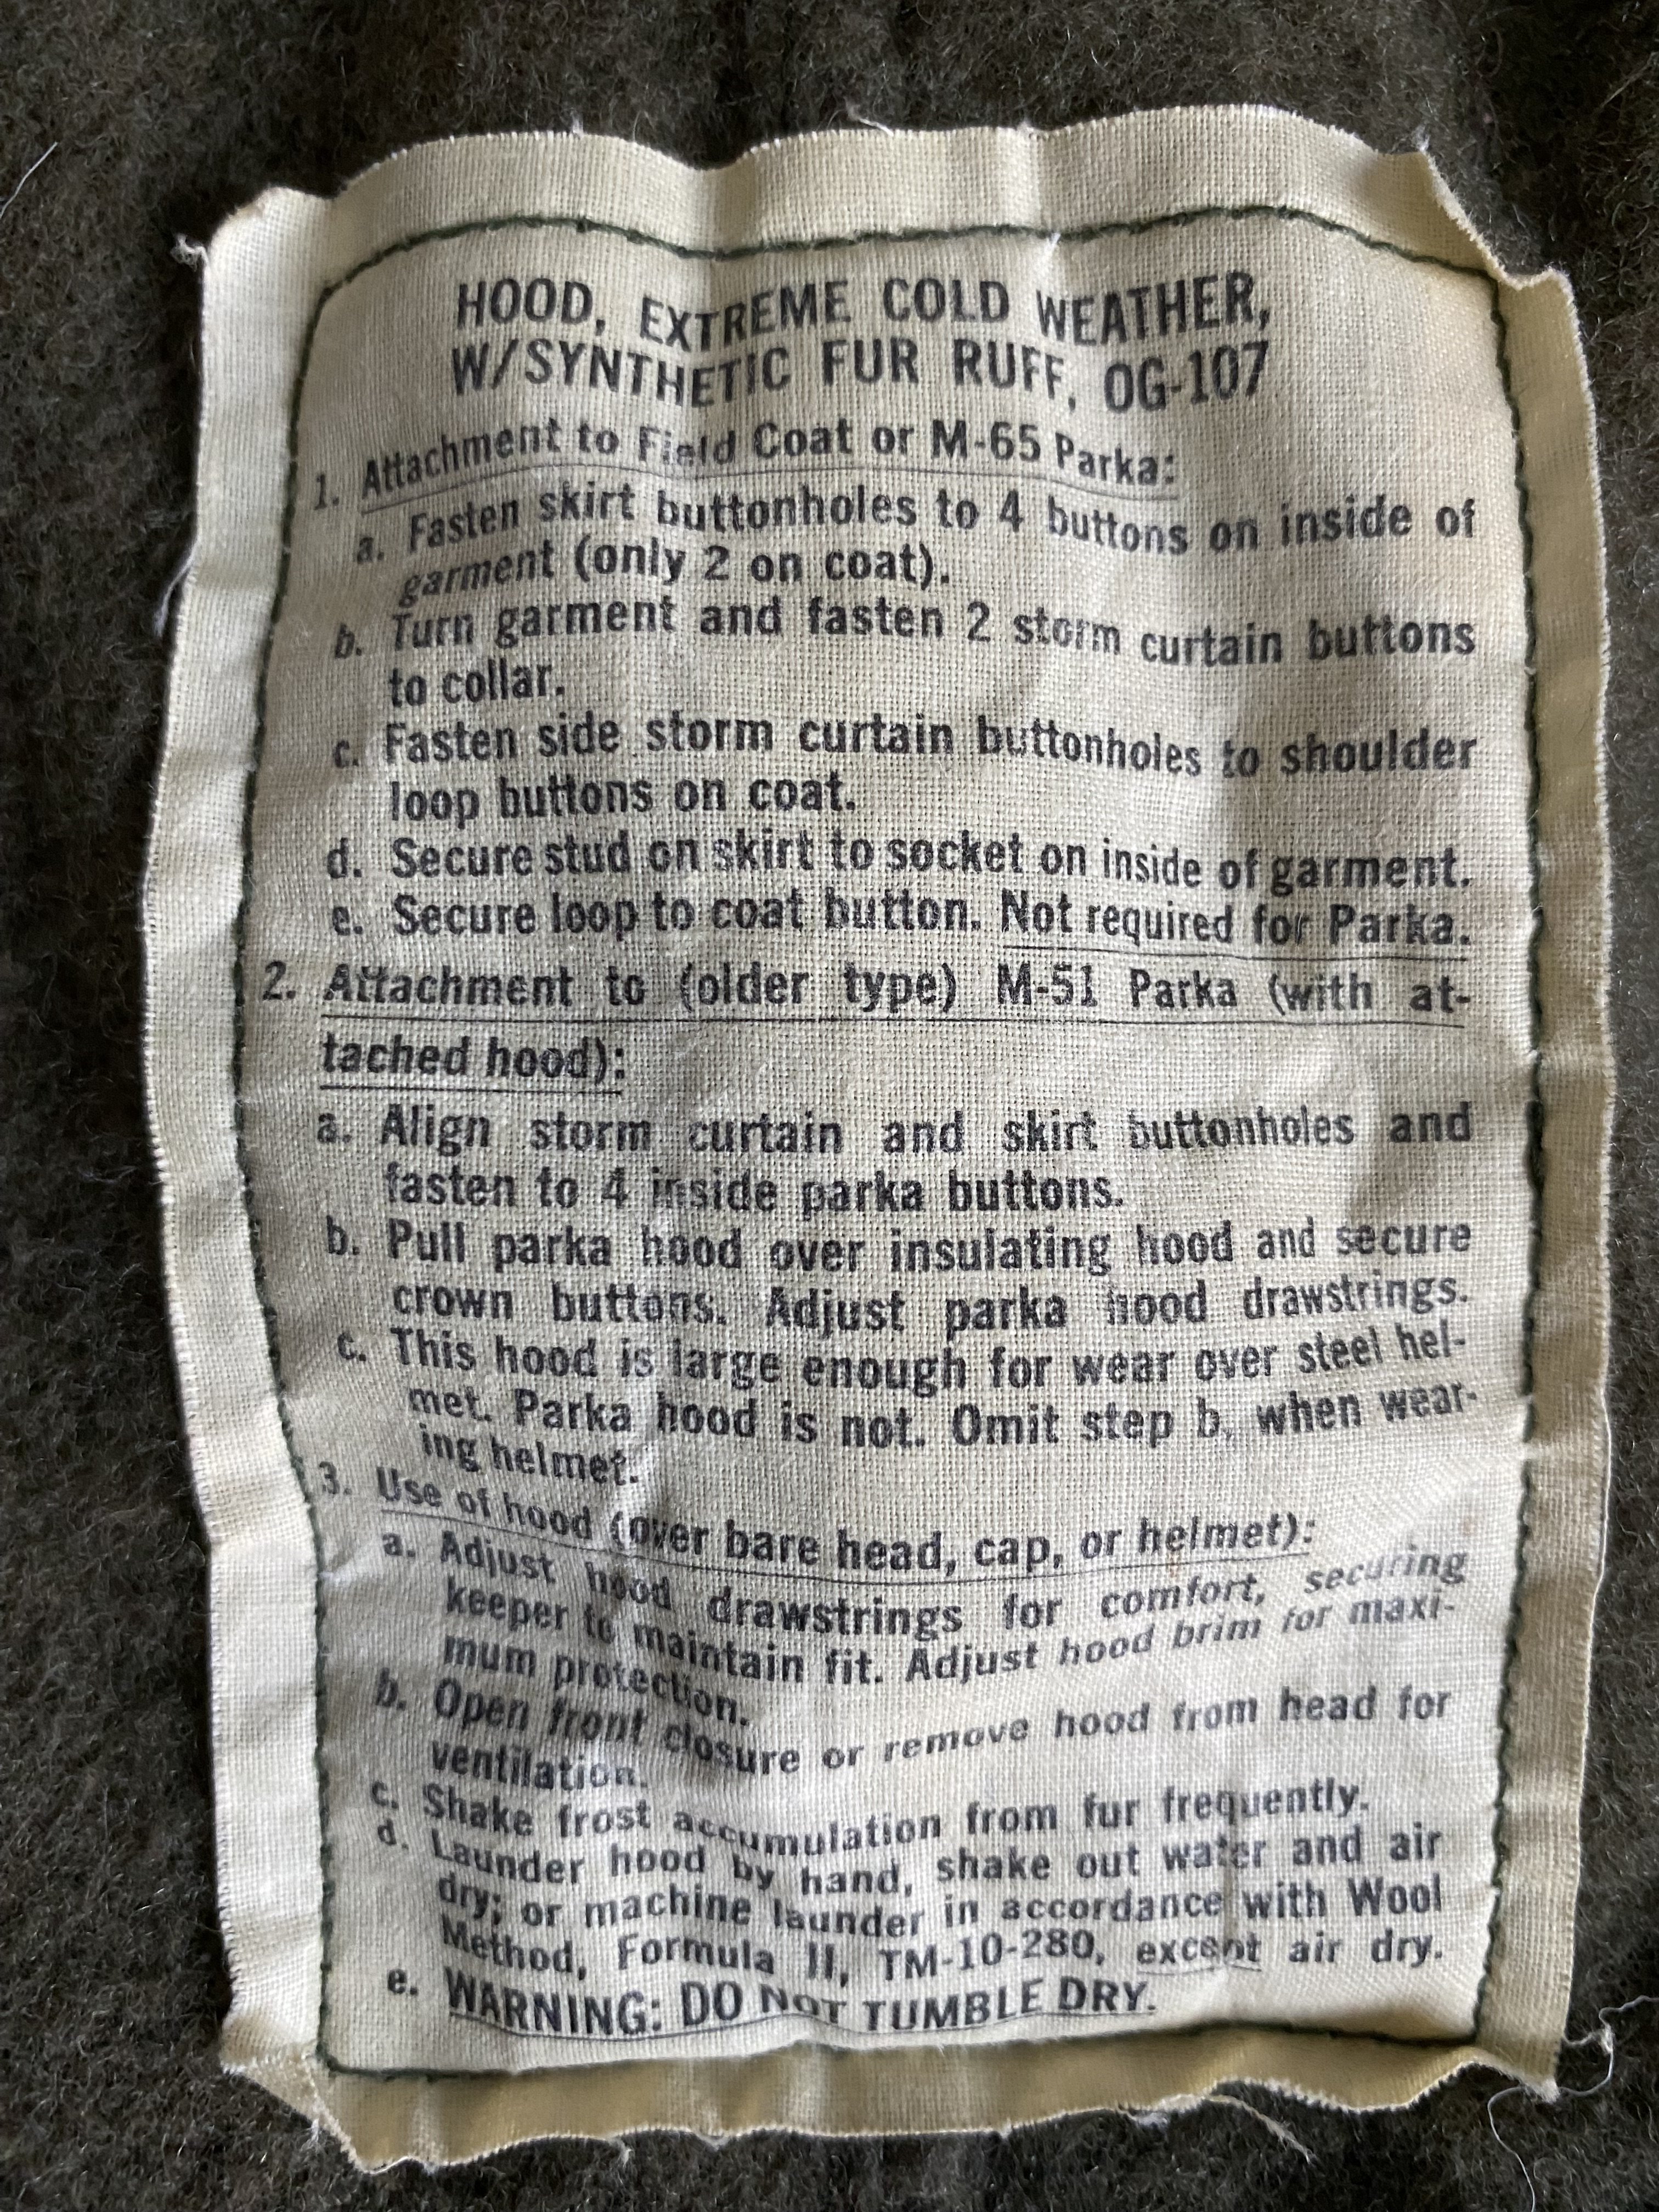 HOOD, EXTREME COLD WEATHER,
W/SYNTHETIC FUR RUFF, OG-107
1. Attachment to Field Coat or M-65 Parka:
a. Fasten skirt buttonholes to 4 buttons on inside of
garment (only 2 on coat).
b. Turn garment and fasten 2 storm curtain buttons
to collar.
c. Fasten side storm curtain buttonholes to shoulder
loop buttons on coat.
d. Secure stud on skirt to socket on inside of garment.
e. Secure loop to coat button. Not required for Parka.
2. Attachment to (older type) M-51 Parka (with at-
tached hood):
a. Align storm curtain and skirt buttonholes and
fasten to 4 inside parka buttons.
b. Pull parka hood over insulating hood and secure
crown buttons. Adjust parka hood drawstrings.
c. This hood is large enough for wear over steel hel-
met. Parka hood is not. Omit step b, when wear-
ing helmet.
3. Use of hood (over bare head, cap, or helmet):
a. Adjust hood drawstrings for comfort, securing
keeper to maintain fit. Adjust hood brim for maxi-
mum protection.
b. Open front closure or remove hood from head for
ventilation.
c. Shake frost accumulation from fur frequently.
d. Launder hood by hand, shake out water and air
dry; or machine launder in accordance with Wool
Method, Formula II, TM-10-280, except air dry.
e. WARNING: DO NOT TUMBLE DRY.